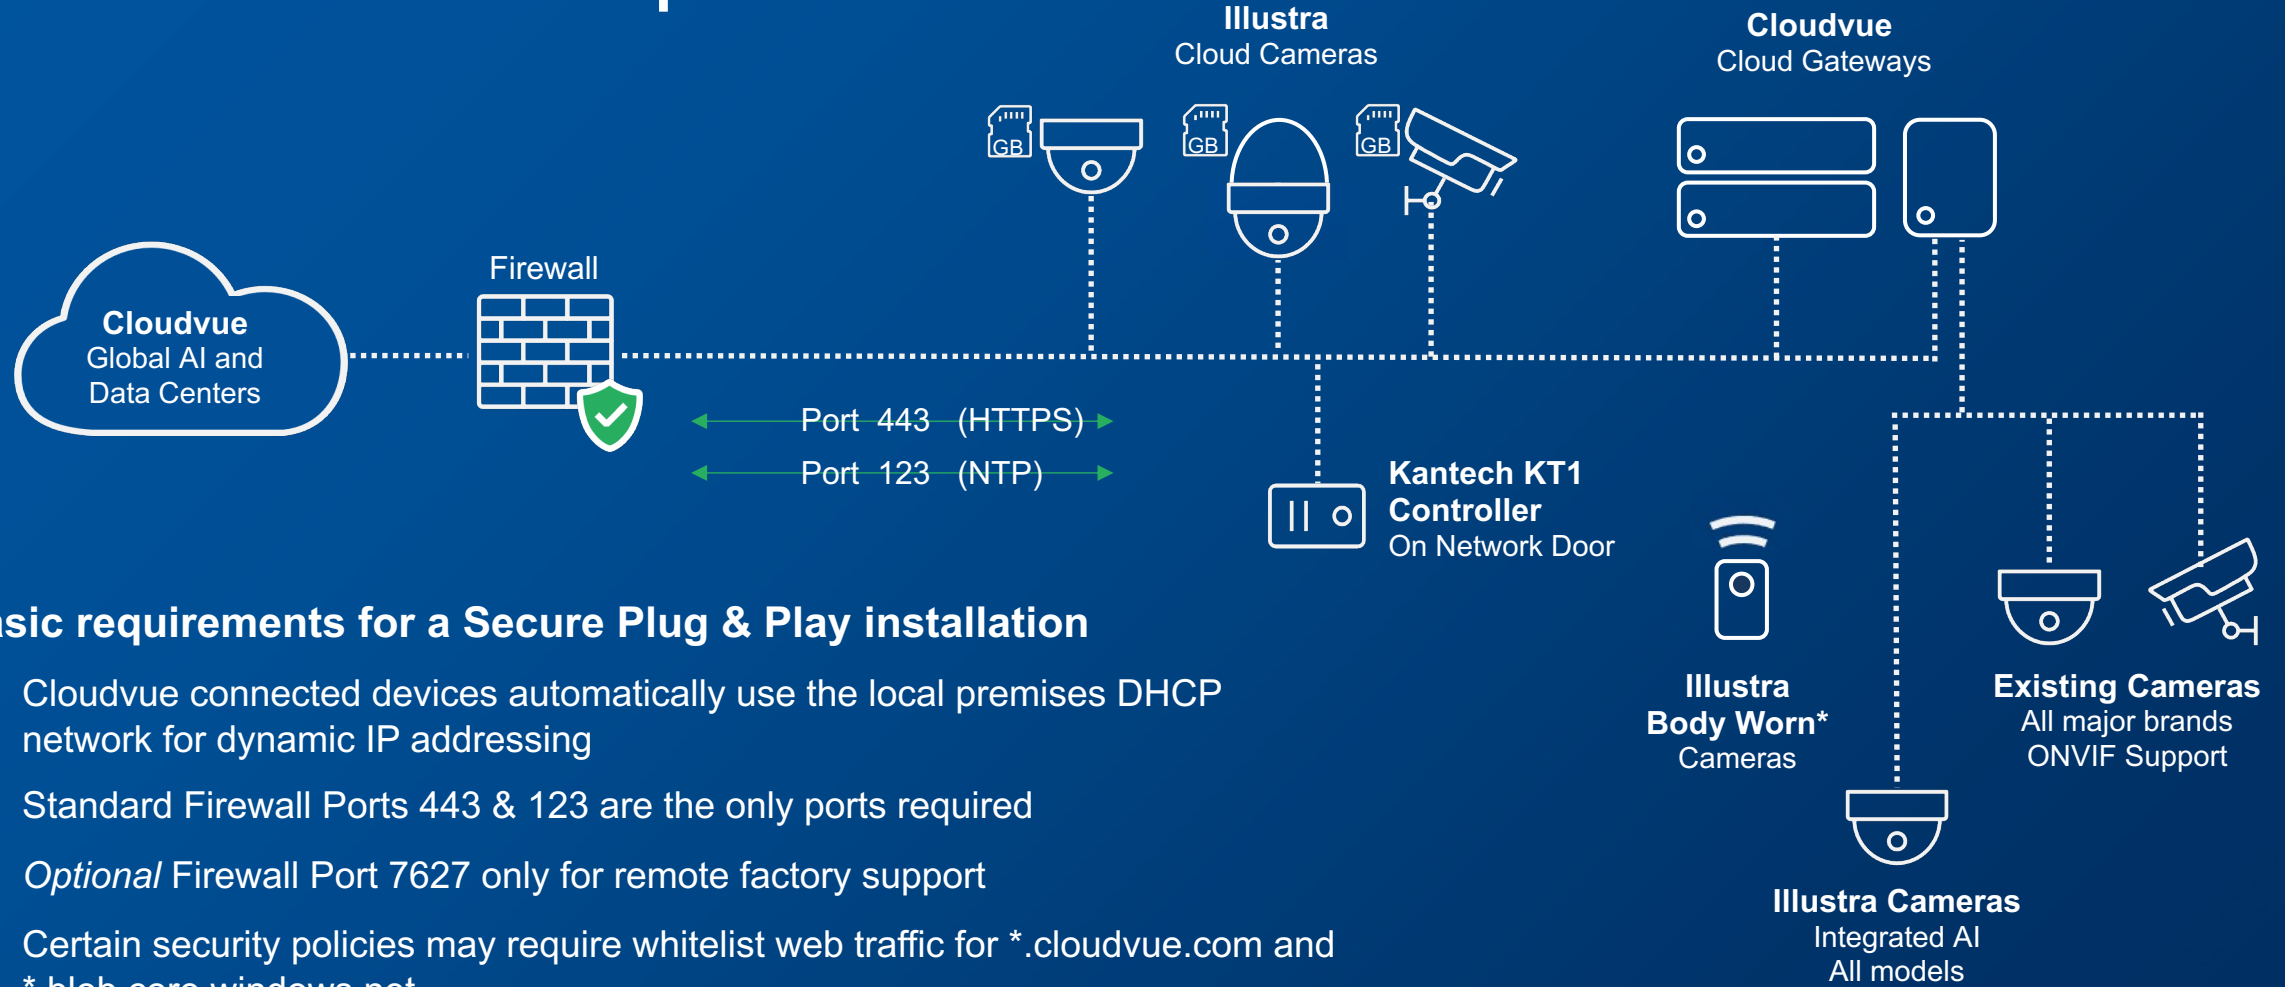 Illustra
Cloud Cameras
Cloudvue
Cloud Gateways
GB
GB
GB
Firewall
Cloudvue
Global AI and
Data Centers
Port 443 (HTTPS)
Port 123 (NTP)
Kantech KT1
Controller
On Network Door
Illustra
Body Worn*
Cameras
Existing Cameras
All major brands
ONVIF Support
Illustra Cameras
Integrated AI
All models
asic requirements for a Secure Plug & Play installation
Cloudvue connected devices automatically use the local premises DHCP
network for dynamic IP addressing
Standard Firewall Ports 443 & 123 are the only ports required
Optional Firewall Port 7627 only for remote factory support
Certain security policies may require whitelist web traffic for *.cloudvue.com and
*.blob.core.windows.net